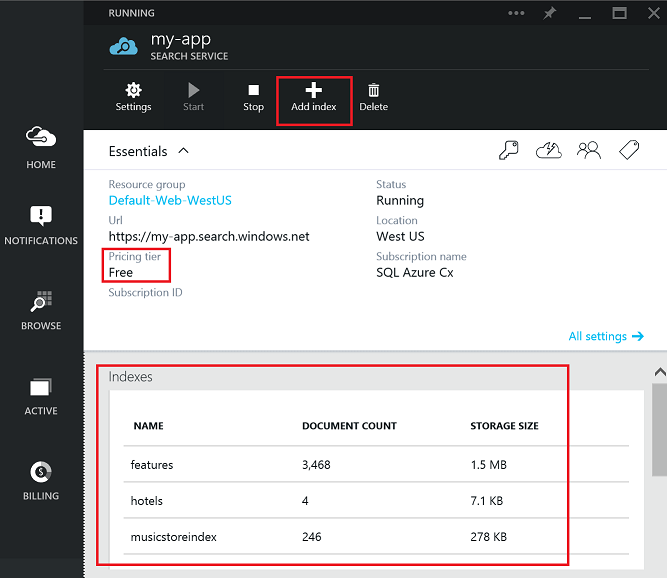 RUNNING
my-app
SEARCH SERVICE
Settings
Start
Stop
Add index
Delete
HOME
NOTIFICATIONS
BROWSE
ACTIVE
BILLING
Essentials
Resource group
Default-Web-WestUS
Url
https://my-app.search.windows.net
Pricing tier
Free
Subscription ID
Status
Running
Location
West US
Subscription name
SQL Azure Cx
All settings
Indexes
NAME DOCUMENT COUNT STORAGE SIZE
features 3,468 1.5 MB
hotels 4 7.1 KB
musicstoreindex 246 278 KB